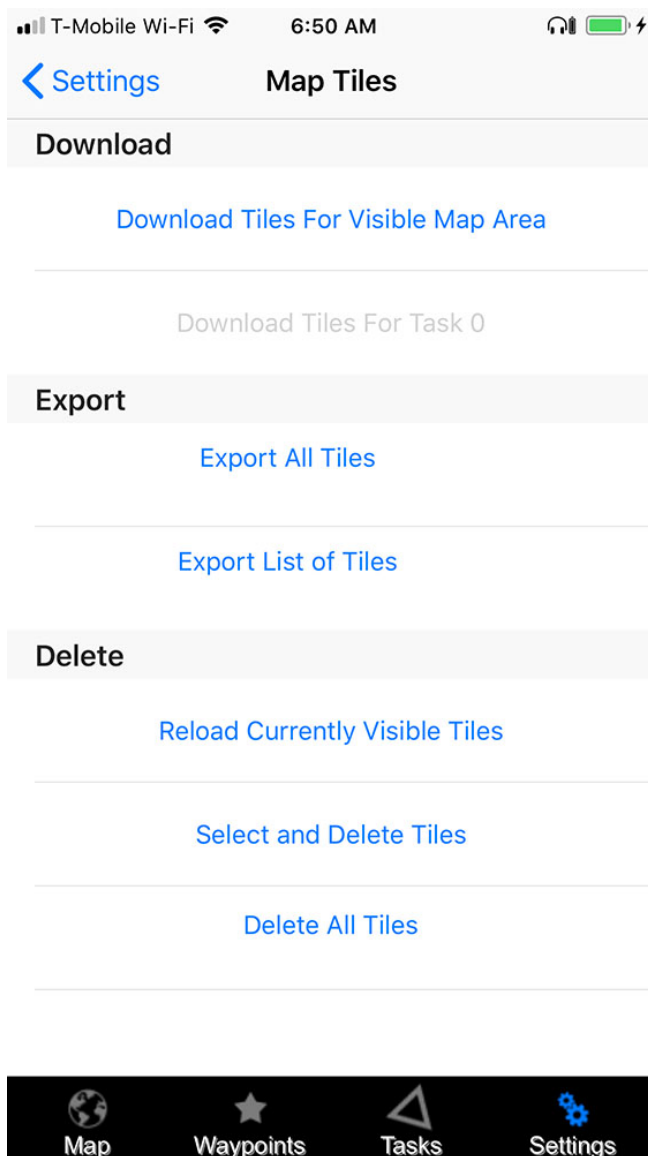 T-Mobile Wi-Fi 6:50 AM
Settings Map Tiles
Download
Download Tiles For Visible Map Area
Download Tiles For Task 0
Export
Export All Tiles
Export List of Tiles
Delete
Reload Currently Visible Tiles
Select and Delete Tiles
Delete All Tiles
Map Waypoints Tasks Settings